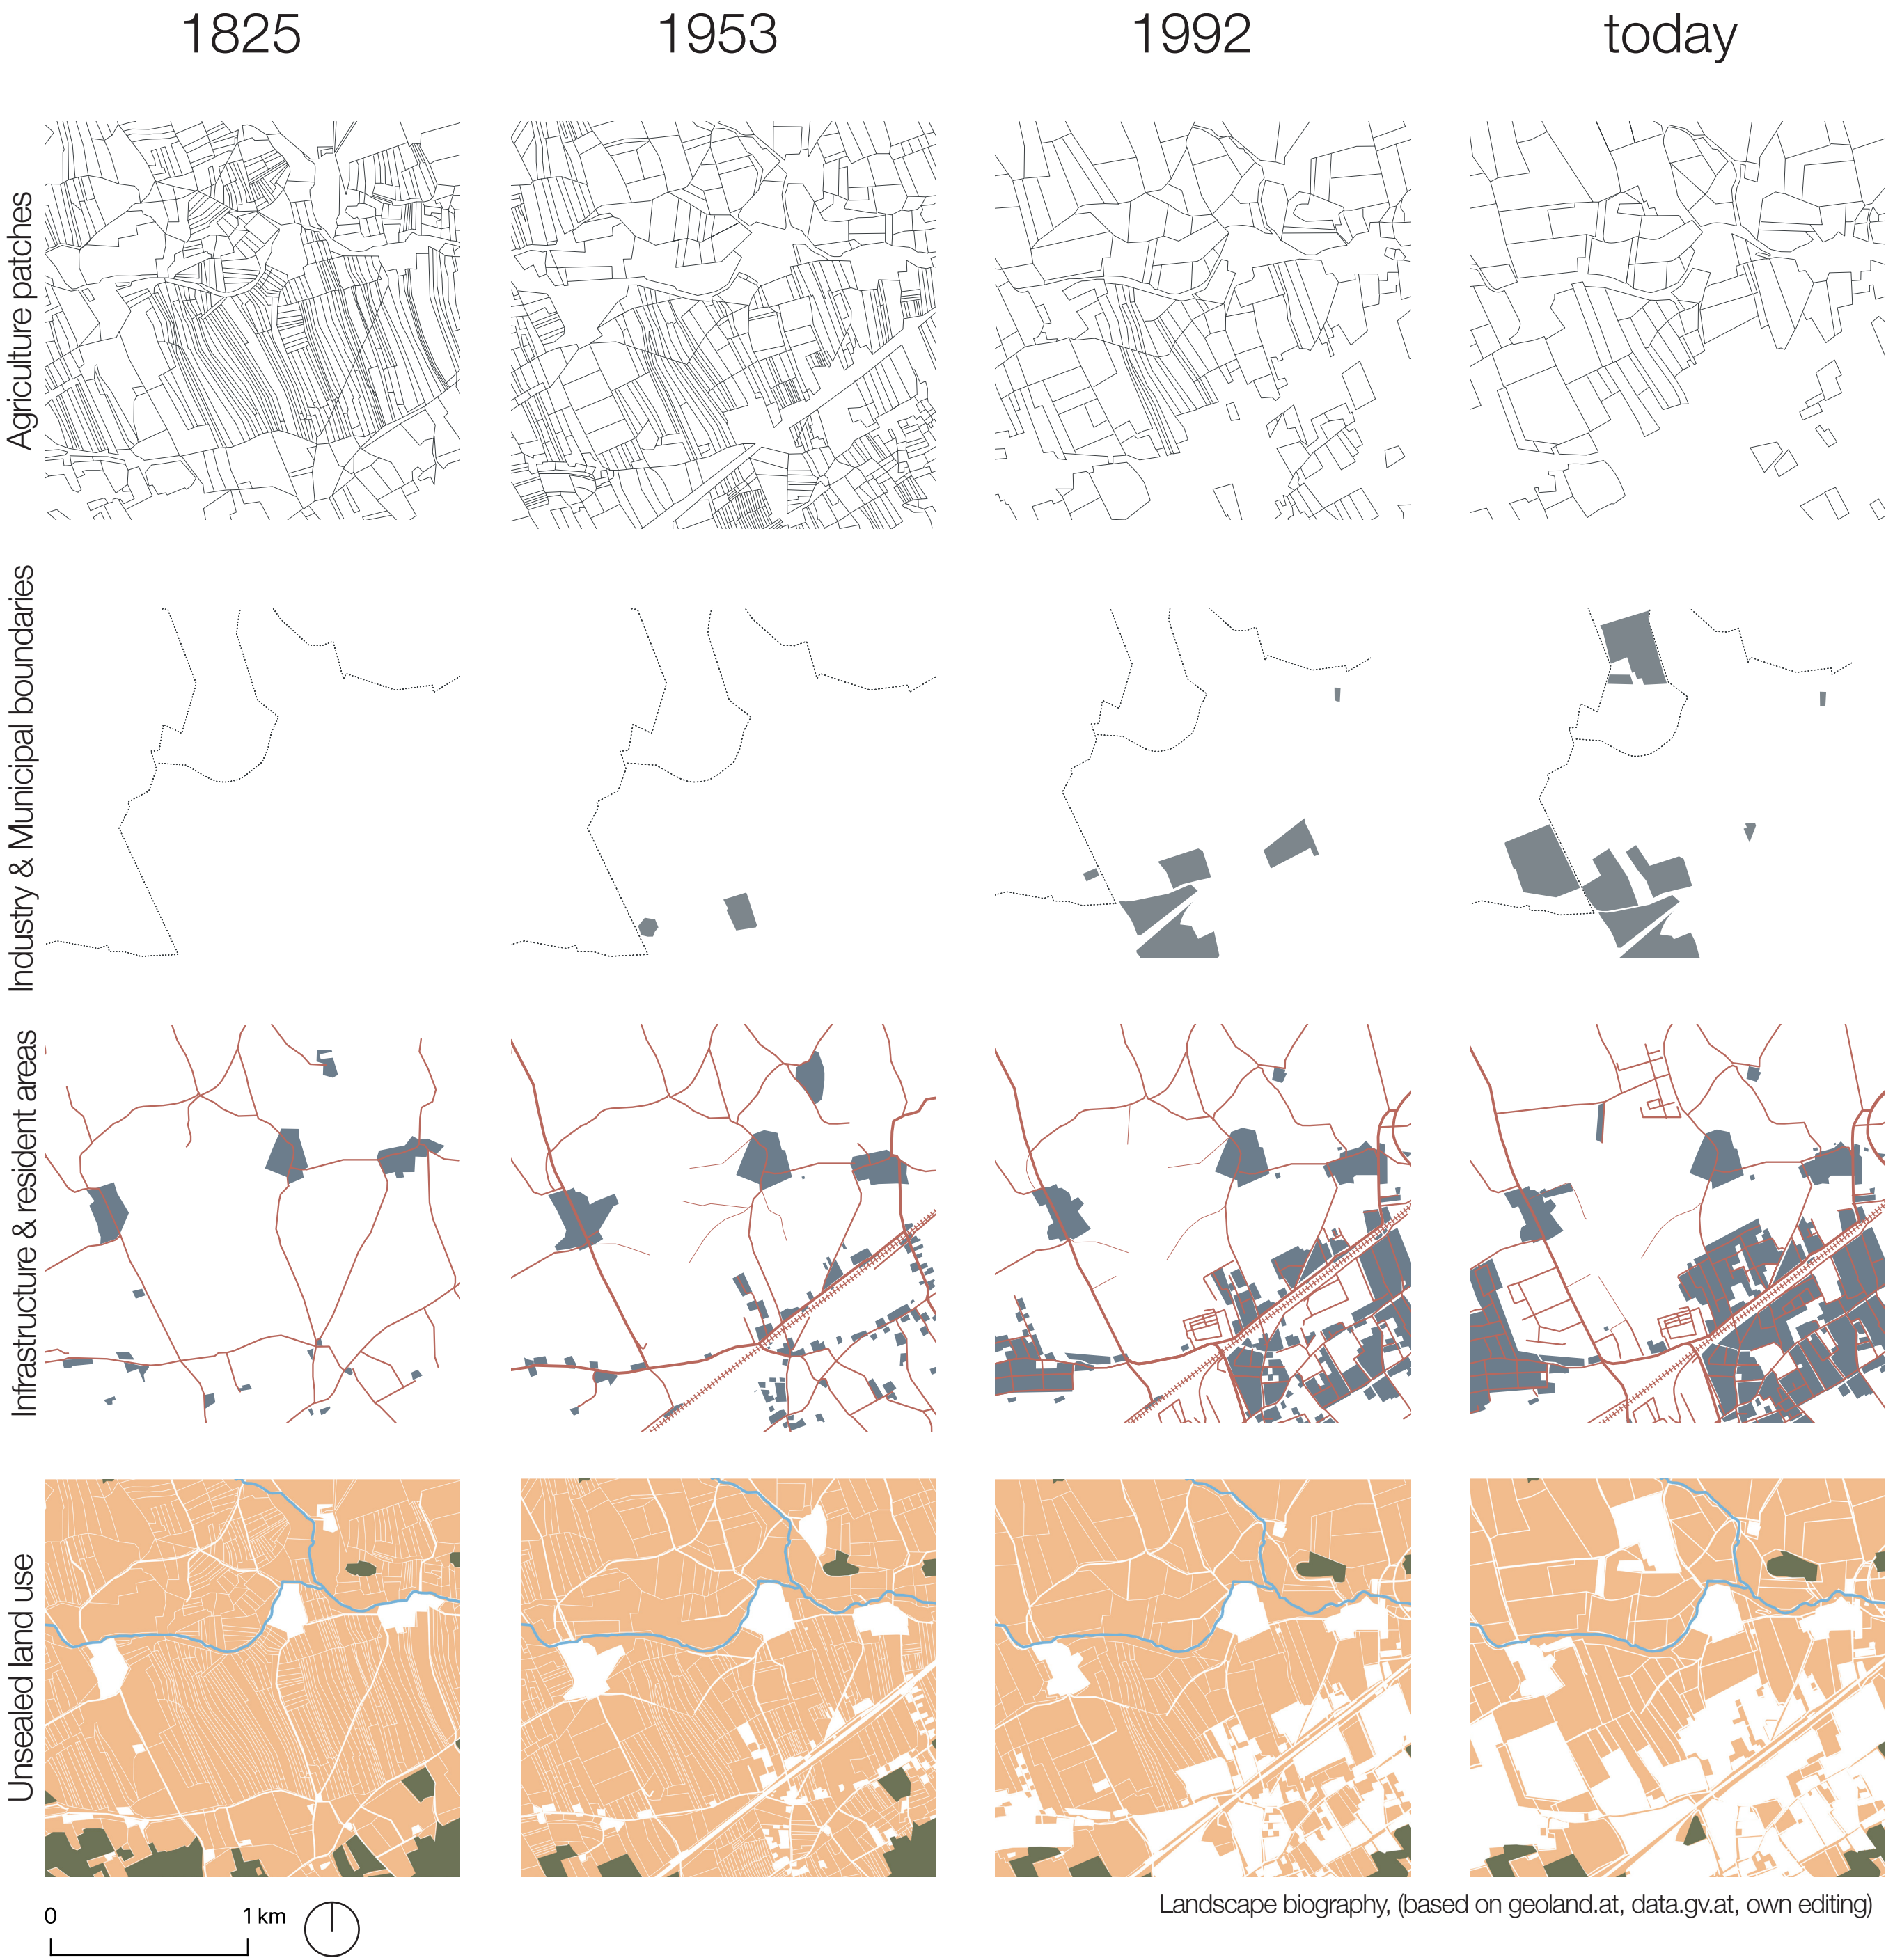 1825
1953
1992
today
Agriculture patches
Industry & Municipal boundaries
Infrastructure & resident areas
Unsealed land use
Landscape biography, (based on geoland.at, data.gv.at, own editing)
0
1 km